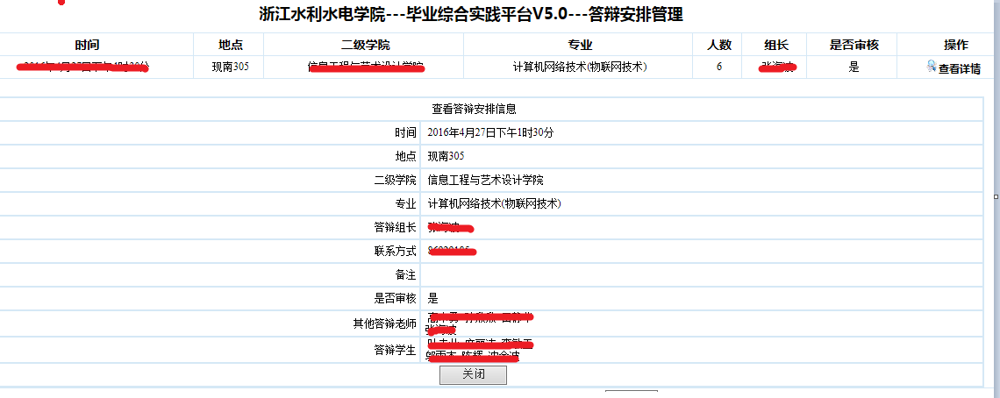 浙江水利水电学院---毕业综合实践平台V5.0---答辩安排管理
时间 地点 二级学院 专业 人数 组长 是否审核 操作
现南305 计算机网络技术(物联网技术) 6 是 查看详情
查看答辩安排信息
时间 2016年4月27日下午1时30分
地点 现南305
二级学院 信息工程与艺术设计学院
专业 计算机网络技术(物联网技术)
答辩组长
联系方式
备注
是否审核 是
其他答辩老师
答辩学生
关闭